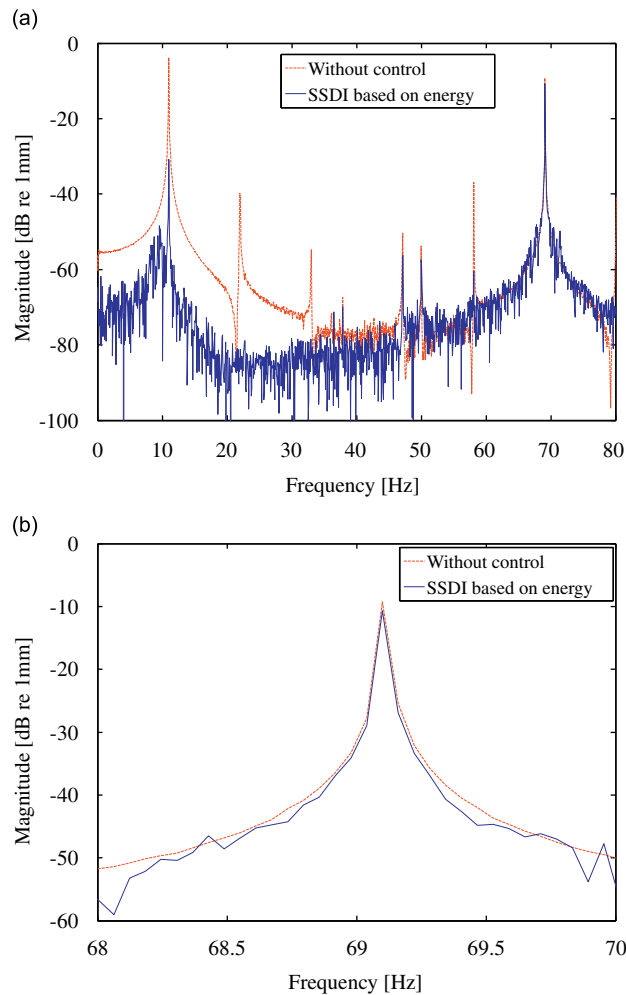 (a)
0
-20
-40
-60
-80
-100
Magnitude [dB re 1mm]
Without control
SSDI based on energy
0 10 20 30 40 50 60 70 80
Frequency [Hz]
(b)
0
-10
-20
-30
-40
-50
-60
Magnitude [dB re 1mm]
Without control
SSDI based on energy
68 68.5 69 69.5 70
Frequency [Hz]